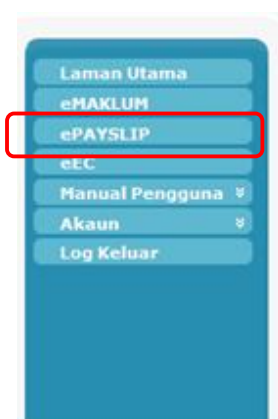 Laman Utama
eMAKLUM
ePAYSLIP
eEC
Manual Pengguna
Akaun
Log Keluar